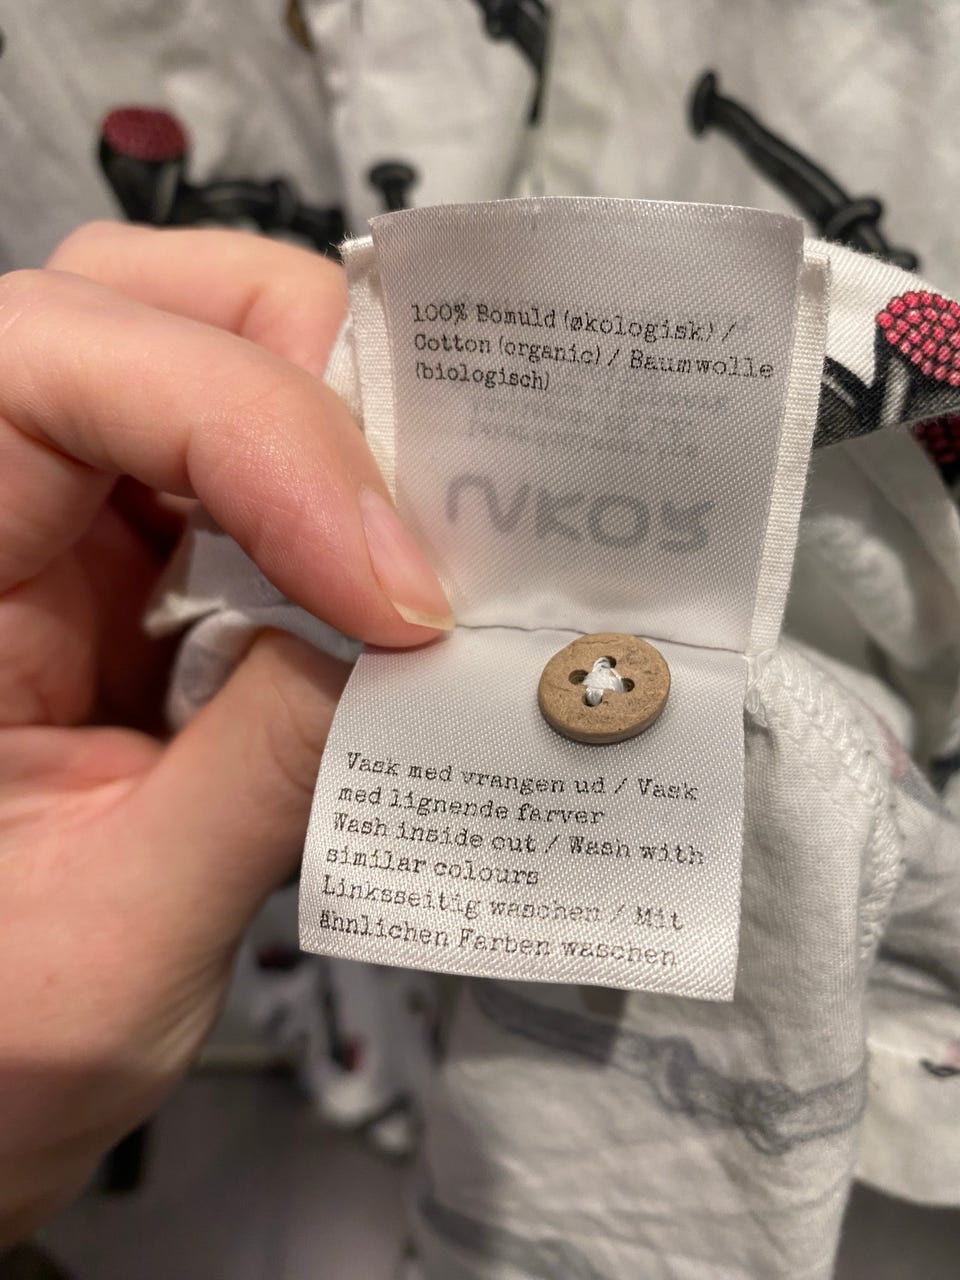 100% Bomuld (økologisk) /
Cotton (organic) / Baumwolle
(biologisch)
Vask med vrangen ud / Vask
med lignende farver
Wash inside out / Wash with
similar colours
Linksseitig waschen / Mit
ähnlichen Farben waschen